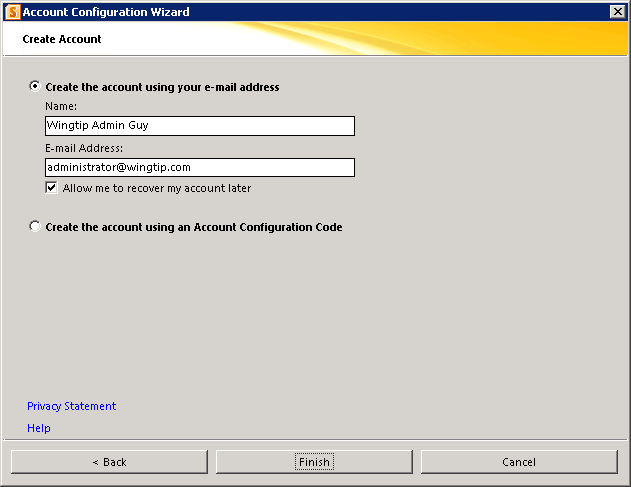 Account Configuration Wizard
Create Account
Create the account using your e-mail address
Name:
Wingtip Admin Guy
E-mail Address:
administrator@wingtip.com
Allow me to recover my account later
Create the account using an Account Configuration Code
Privacy Statement
Help
< Back
Finish
Cancel